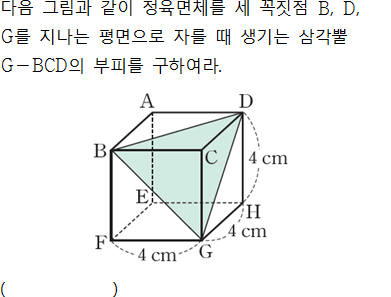 다음 그림과 같이 정육면체를 세 꼭짓점 B, D,
G를 지나는 평면으로 자를 때 생기는 삼각뿔
G-BCD의 부피를 구하여라.
A
D
B
C
4 cm
E
H
4 cm
F
4 cm
G
( )